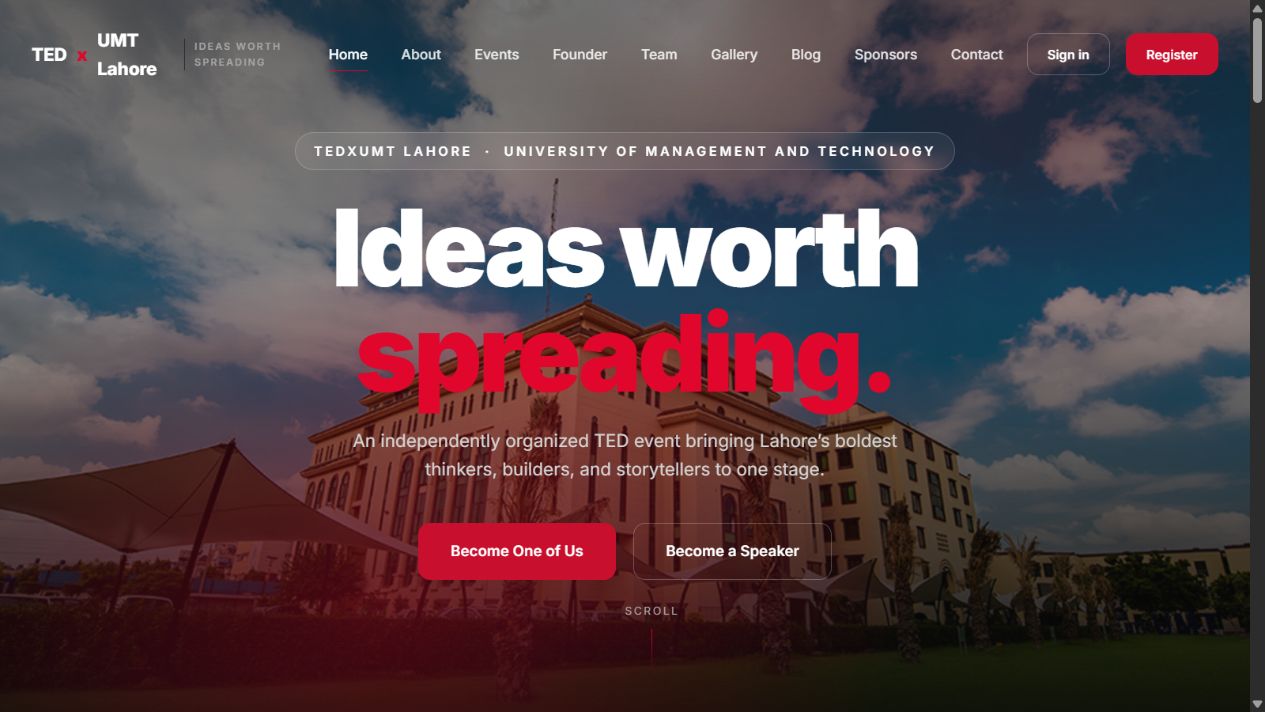 TED x UMT Lahore
IDEAS WORTH SPREADING
Home About Events Founder Team Gallery Blog Sponsors Contact Sign in Register
TEDXUMT LAHORE · UNIVERSITY OF MANAGEMENT AND TECHNOLOGY
Ideas worth
spreading.
An independently organized TED event bringing Lahore’s boldest
thinkers, builders, and storytellers to one stage.
Become One of Us Become a Speaker
SCROLL